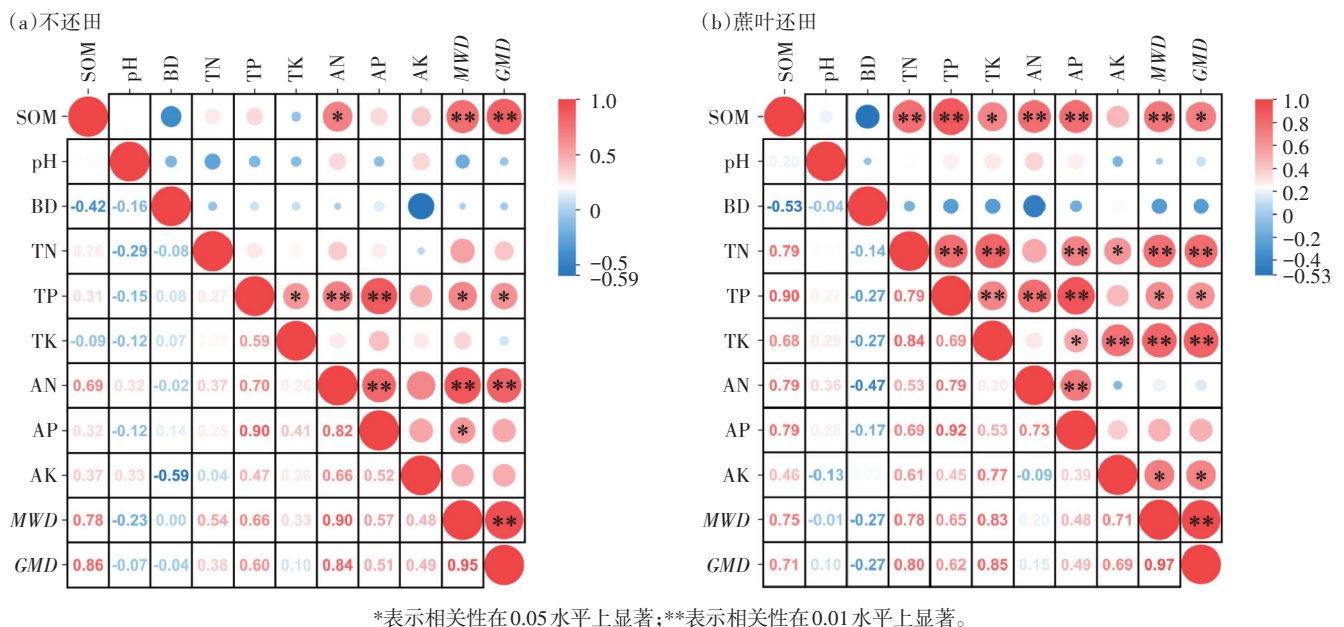 (a)不还田
SOM pH BD TN TP TK AN AP AK MWD GMD
SOM * ** **
pH
BD -0.42 -0.16
TN 0.26 -0.29 -0.08
TP 0.31 -0.15 0.08 0.27 * ** ** * *
TK -0.09 -0.12 0.07 0.59
AN 0.69 0.32 -0.02 0.37 0.70 0.26 ** ** **
AP 0.32 -0.12 0.14 0.25 0.90 0.41 0.82 *
AK 0.37 0.33 -0.59 0.04 0.47 0.26 0.66 0.52
MWD 0.78 -0.23 0.00 0.54 0.66 0.33 0.90 0.57 0.48 **
GMD 0.86 -0.07 -0.04 0.38 0.60 0.10 0.84 0.51 0.49 0.95
1.0
0.5
0
-0.5
-0.59
(b)蔗叶还田
SOM pH BD TN TP TK AN AP AK MWD GMD
SOM ** ** * ** ** ** *
pH 0.20
BD -0.53 -0.04
TN 0.79 -0.14 ** ** ** * ** **
TP 0.90 0.27 -0.27 0.79 ** ** ** * *
TK 0.68 0.29 -0.27 0.84 0.69 * ** ** **
AN 0.79 0.36 -0.47 0.53 0.79 0.30 **
AP 0.79 0.28 -0.17 0.69 0.92 0.53 0.73
AK 0.46 -0.13 0.61 0.45 0.77 -0.09 0.39 * *
MWD 0.75 -0.01 -0.27 0.78 0.65 0.83 0.20 0.48 0.71 **
GMD 0.71 0.10 -0.27 0.80 0.62 0.85 0.15 0.49 0.69 0.97
1.0
0.8
0.6
0.4
0.2
0
-0.2
-0.4
-0.53
*表示相关性在0.05水平上显著;**表示相关性在0.01水平上显著。